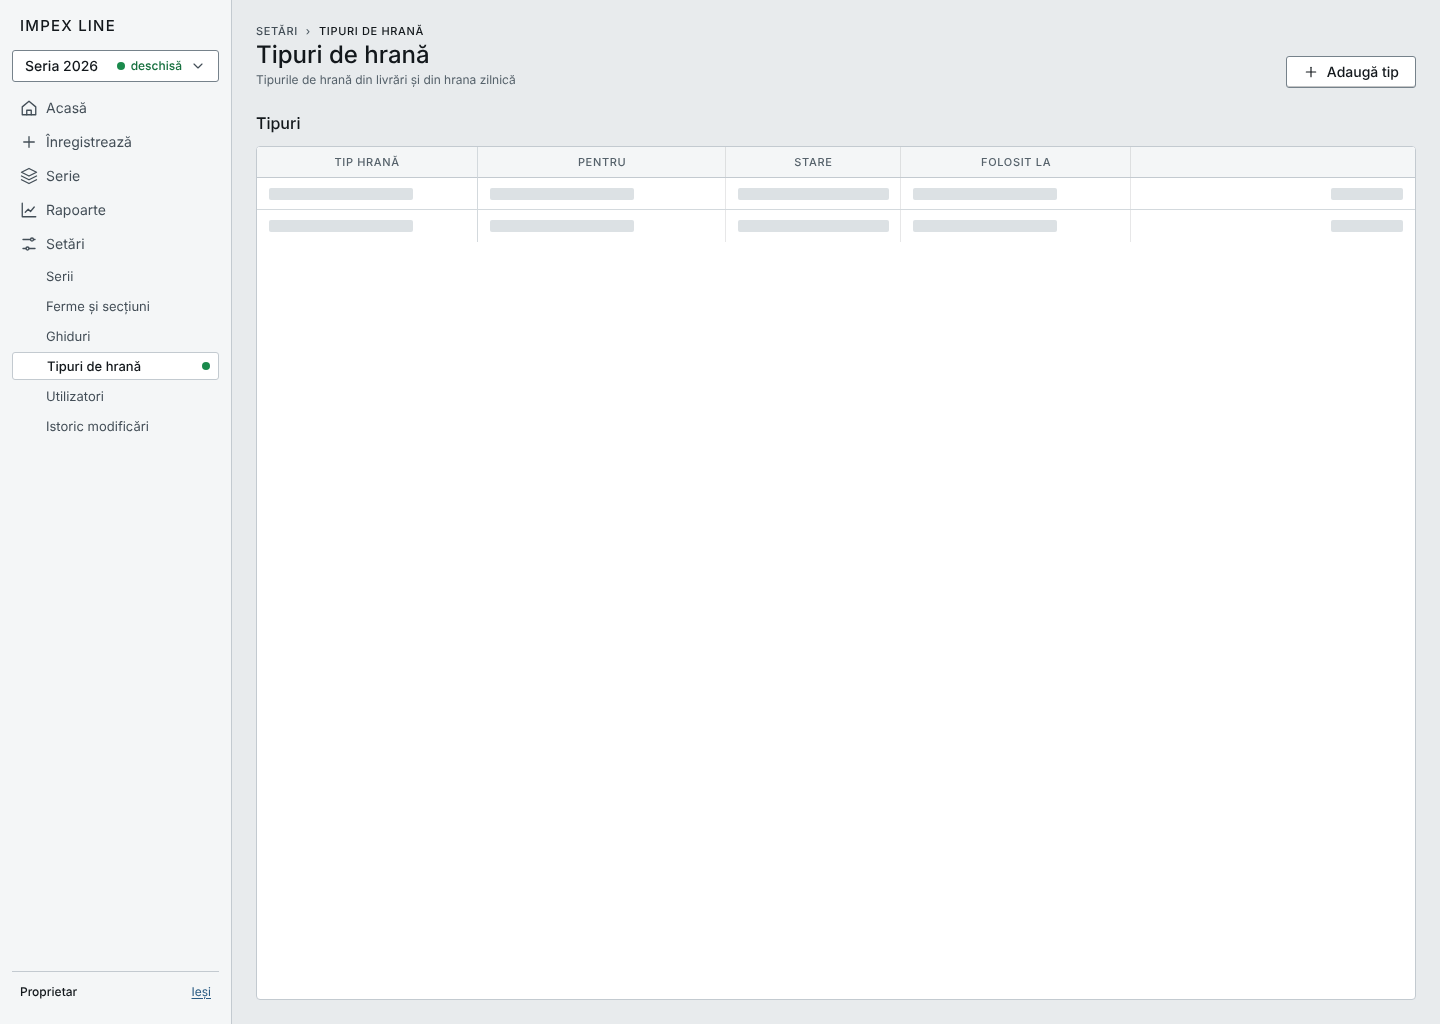 IMPEX LINE
Seria 2026 deschisă
Acasă
Înregistrează
Serie
Rapoarte
Setări
Serii
Ferme și secțiuni
Ghiduri
Tipuri de hrană
Utilizatori
Istoric modificări
Proprietar Ieși
SETĂRI › TIPURI DE HRANĂ
Tipuri de hrană
Tipurile de hrană din livrări și din hrana zilnică
Adaugă tip
Tipuri
TIP HRANĂ PENTRU STARE FOLOSIT LA